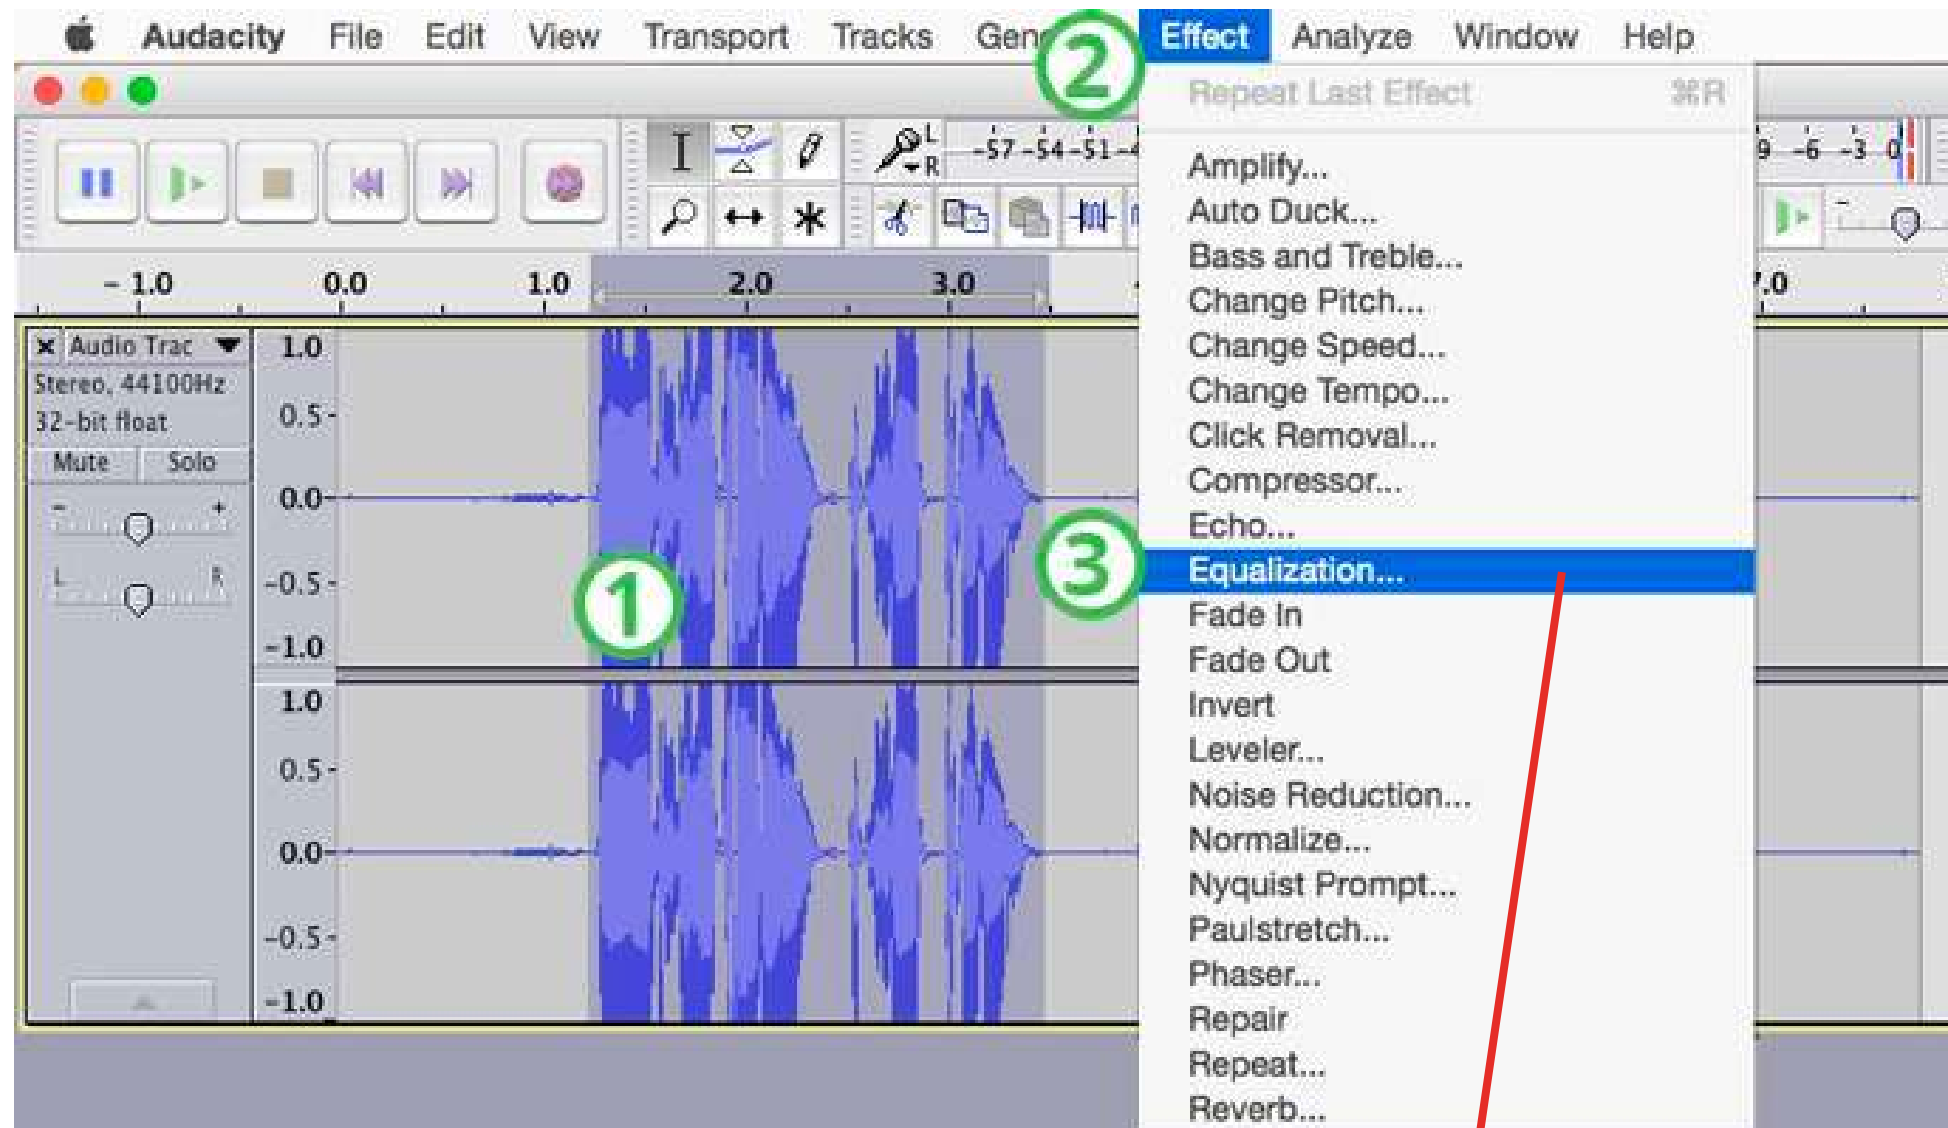 Audacity File Edit View Transport Tracks Effect Analyze Window Help
2
Repeat Last Effect ⌘R
L
R
-57 -54 -51
-6 -3 0
- 1.0 0.0 1.0 2.0 3.0
Audio Trac
Stereo, 44100Hz
32-bit float
Mute Solo
- +
L R
1.0
0.5
0.0
-0.5
-1.0
1.0
0.5
0.0
-0.5
-1.0
1
3
Amplify...
Auto Duck...
Bass and Treble...
Change Pitch...
Change Speed...
Change Tempo...
Click Removal...
Compressor...
Echo...
Equalization...
Fade In
Fade Out
Invert
Leveler...
Noise Reduction...
Normalize...
Nyquist Prompt...
Paulstretch...
Phaser...
Repair
Repeat...
Reverb...